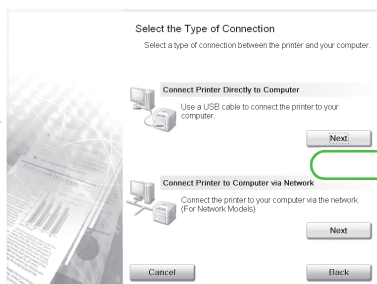 Select the Type of Connection
Select a type of connection between the printer and your computer.
Connect Printer Directly to Computer
Use a USB cable to connect the printer to your
computer.
Next
Connect Printer to Computer via Network
Connect the printer to your computer via the network.
(For Network Models)
Next
Cancel Back